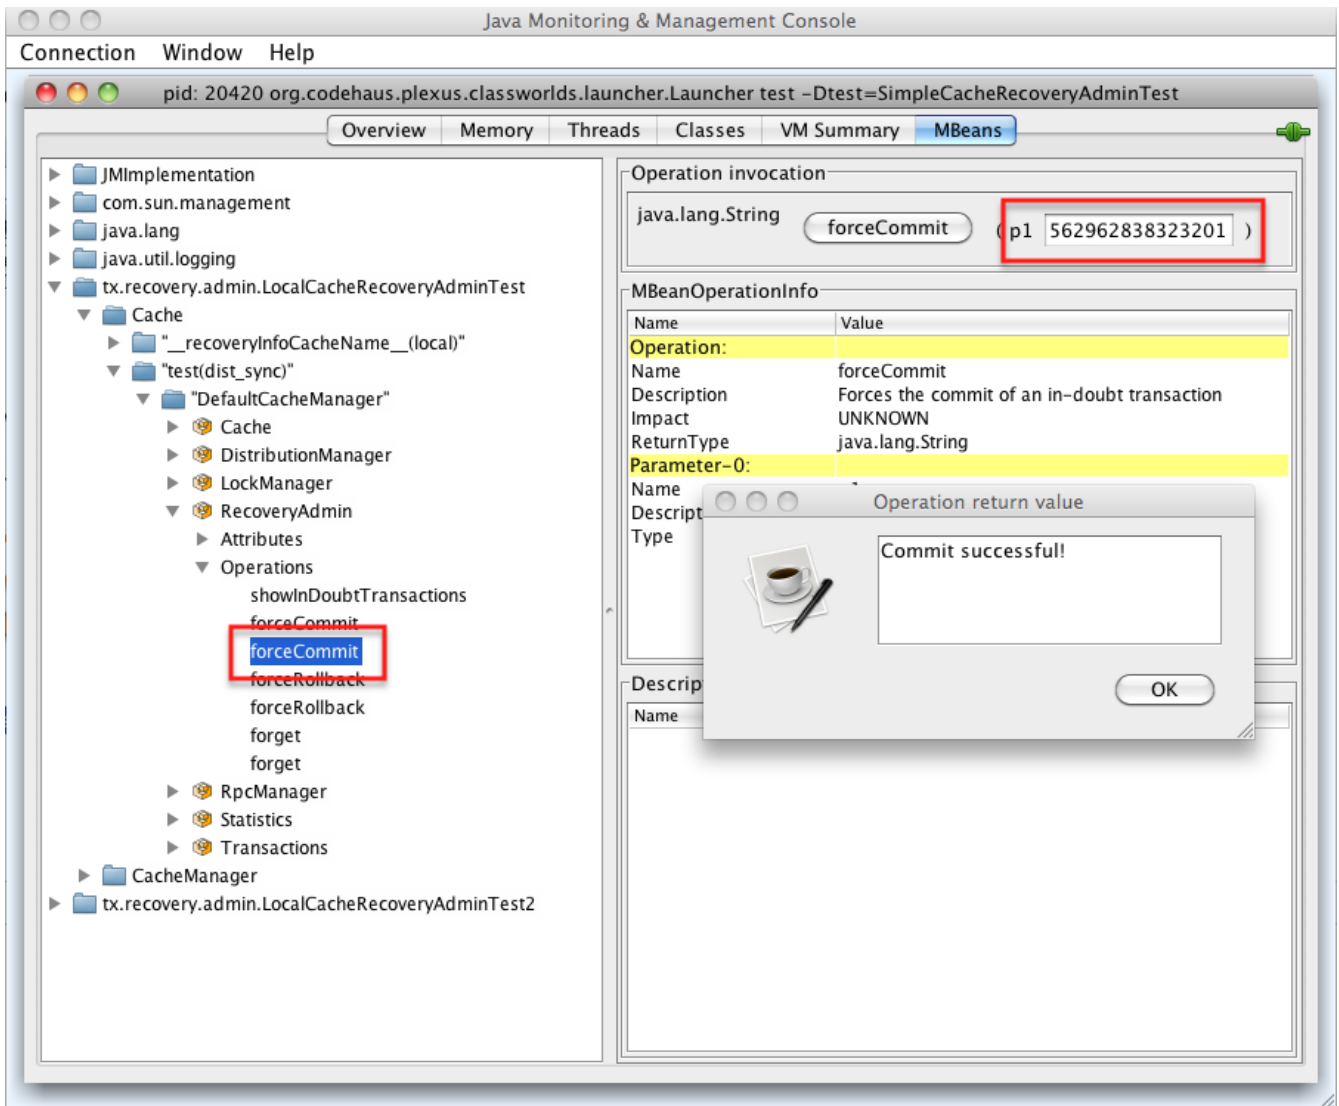 Java Monitoring & Management Console
Connection Window Help
pid: 20420 org.codehaus.plexus.classworlds.launcher.Launcher test -Dtest=SimpleCacheRecoveryAdminTest
Overview Memory Threads Classes VM Summary MBeans
JMImplementation
com.sun.management
java.lang
java.util.logging
tx.recovery.admin.LocalCacheRecoveryAdminTest
Cache
"__recoveryInfoCacheName__(local)"
"test(dist_sync)"
"DefaultCacheManager"
Cache
DistributionManager
LockManager
RecoveryAdmin
Attributes
Operations
showInDoubtTransactions
forceCommit
forceCommit
forceRollback
forceRollback
forget
forget
RpcManager
Statistics
Transactions
CacheManager
tx.recovery.admin.LocalCacheRecoveryAdminTest2
Operation invocation
java.lang.String forceCommit ( p1 562962838323201 )
MBeanOperationInfo
Name Value
Operation:
Name forceCommit
Description Forces the commit of an in-doubt transaction
Impact UNKNOWN
ReturnType java.lang.String
Parameter-0:
Name
Descript
Type
Operation return value
Commit successful!
OK
Descrip
Name